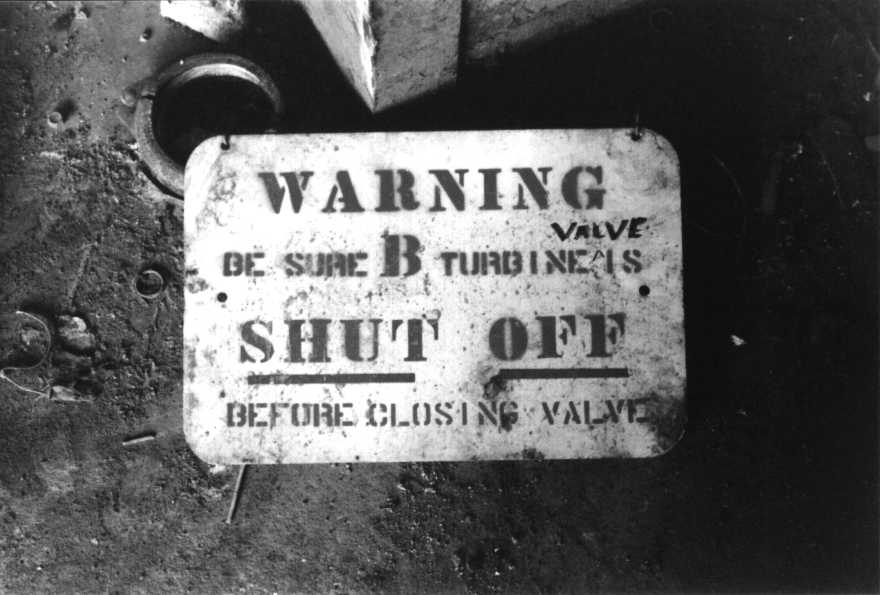 WARNING
BE SURE B TURBINE VALVE IS
SHUT OFF
BEFORE CLOSING VALVE